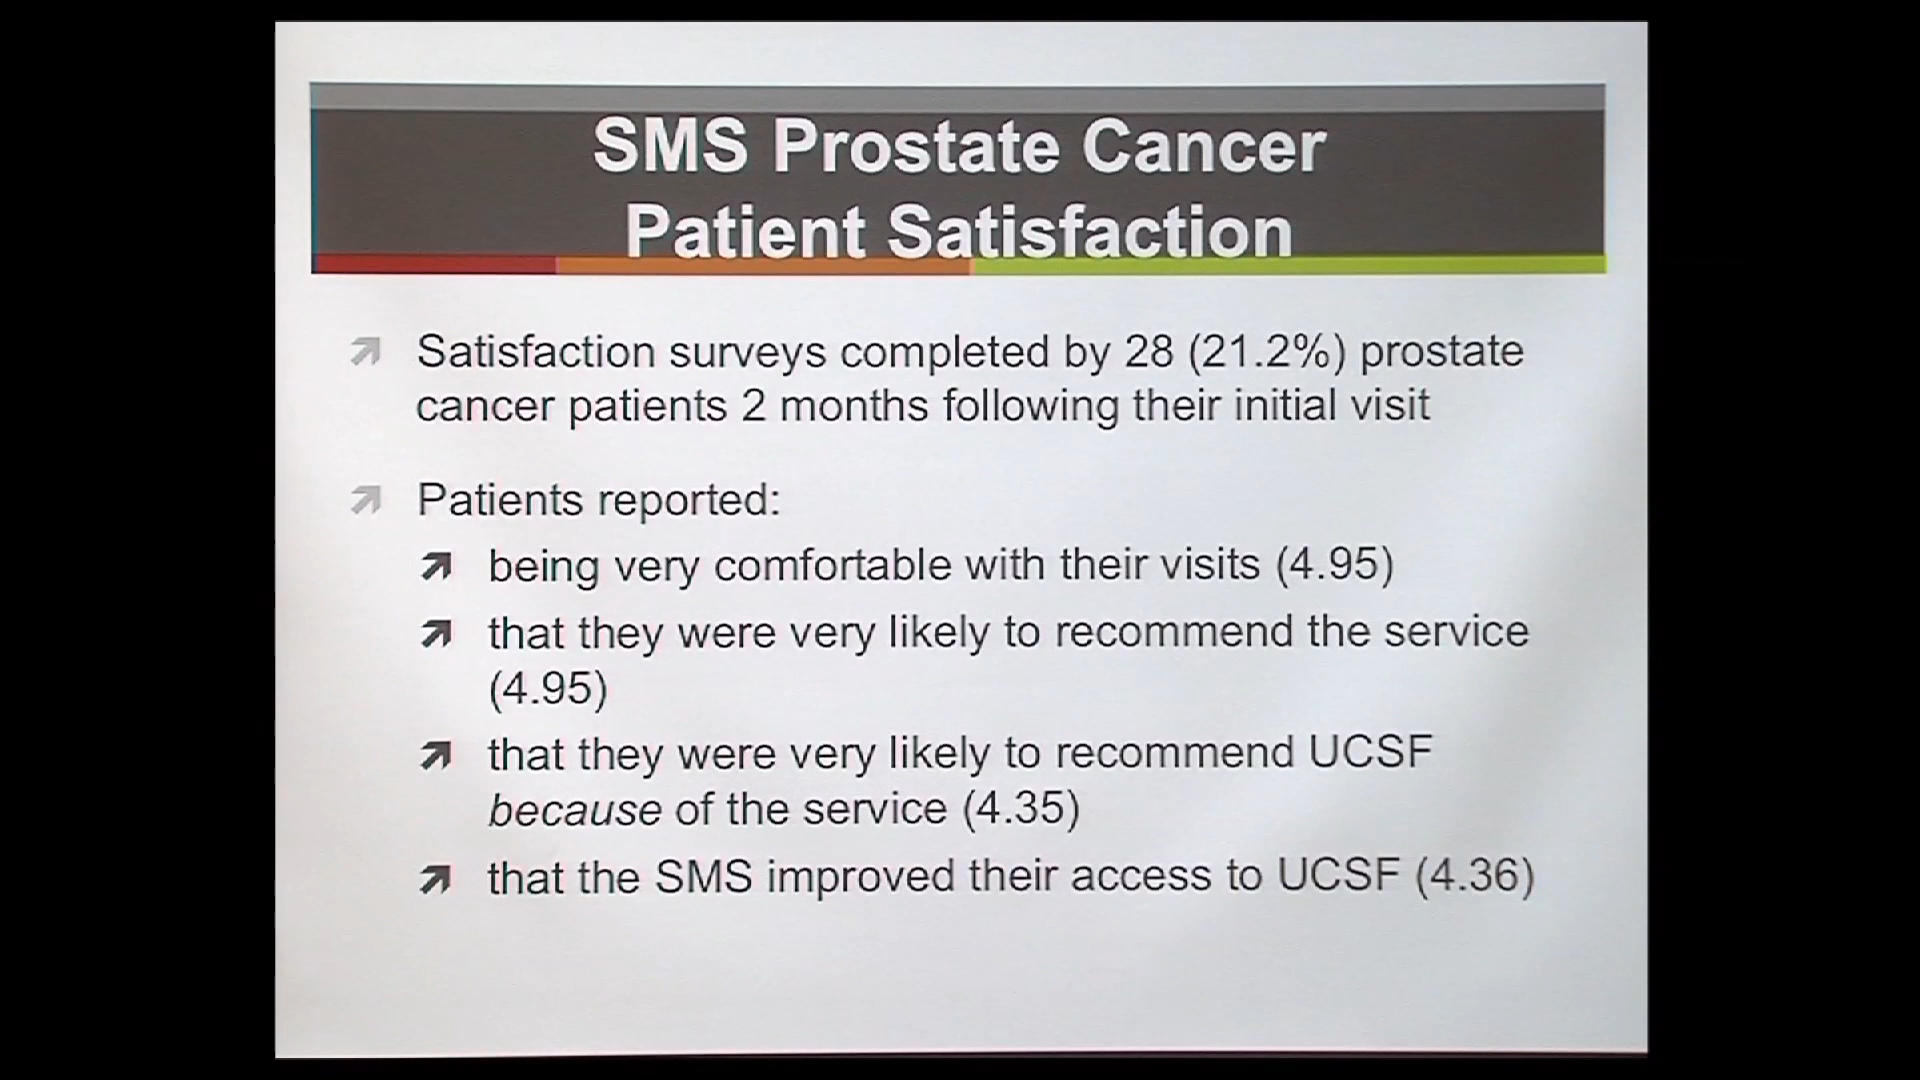 SMS Prostate Cancer
Patient Satisfaction
Satisfaction surveys completed by 28 (21.2%) prostate
cancer patients 2 months following their initial visit
Patients reported:
being very comfortable with their visits (4.95)
that they were very likely to recommend the service
(4.95)
that they were very likely to recommend UCSF
because of the service (4.35)
that the SMS improved their access to UCSF (4.36)